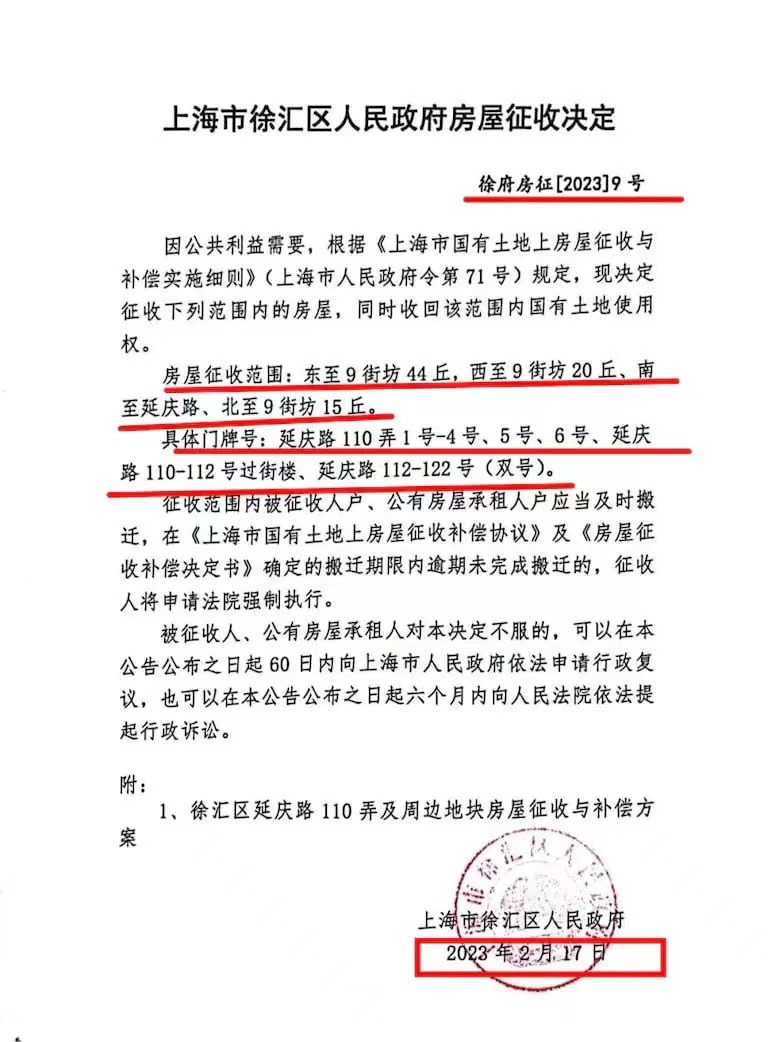 上海市徐汇区人民政府房屋征收决定
徐府房征[2023]9号
因公共利益需要，根据《上海市国有土地上房屋征收与
补偿实施细则》（上海市人民政府令第71号）规定，现决定
征收下列范围内的房屋，同时收回该范围内国有土地使用
权。
房屋征收范围：东至9街坊44丘，西至9街坊20丘、南
至延庆路、北至9街坊15丘。
具体门牌号：延庆路110弄1号-4号、5号、6号、延庆
路110-112号过街楼、延庆路112-122号（双号）。
征收范围内被征收人户、公有房屋承租人户应当及时搬
迁，在《上海市国有土地上房屋征收补偿协议》及《房屋征
收补偿决定书》确定的搬迁期限内逾期未完成搬迁的，征收
人将申请法院强制执行。
被征收人、公有房屋承租人对本决定不服的，可以在本
公告公布之日起60日内向上海市人民政府依法申请行政复
议，也可以在本公告公布之日起六个月内向人民法院依法提
起行政诉讼。
附：
1、徐汇区延庆路110弄及周边地块房屋征收与补偿方
案
上海市徐汇区人民政府
2023年2月17日